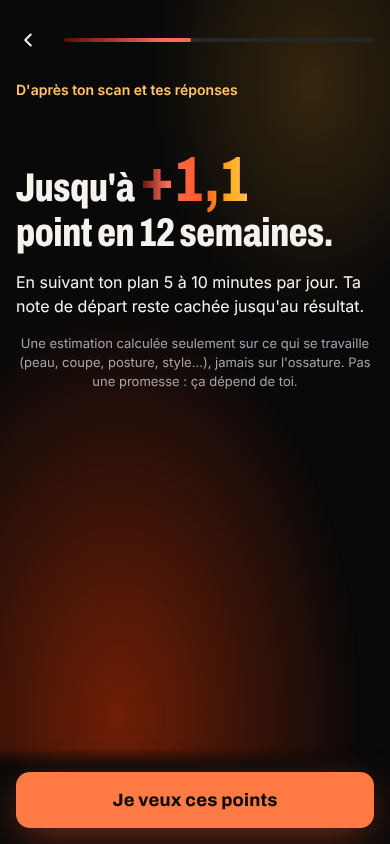 D'après ton scan et tes réponses
Jusqu'à +1,1
point en 12 semaines.
En suivant ton plan 5 à 10 minutes par jour. Ta
note de départ reste cachée jusqu'au résultat.
Une estimation calculée seulement sur ce qui se travaille
(peau, coupe, posture, style...), jamais sur l'ossature. Pas
une promesse : ça dépend de toi.
Je veux ces points